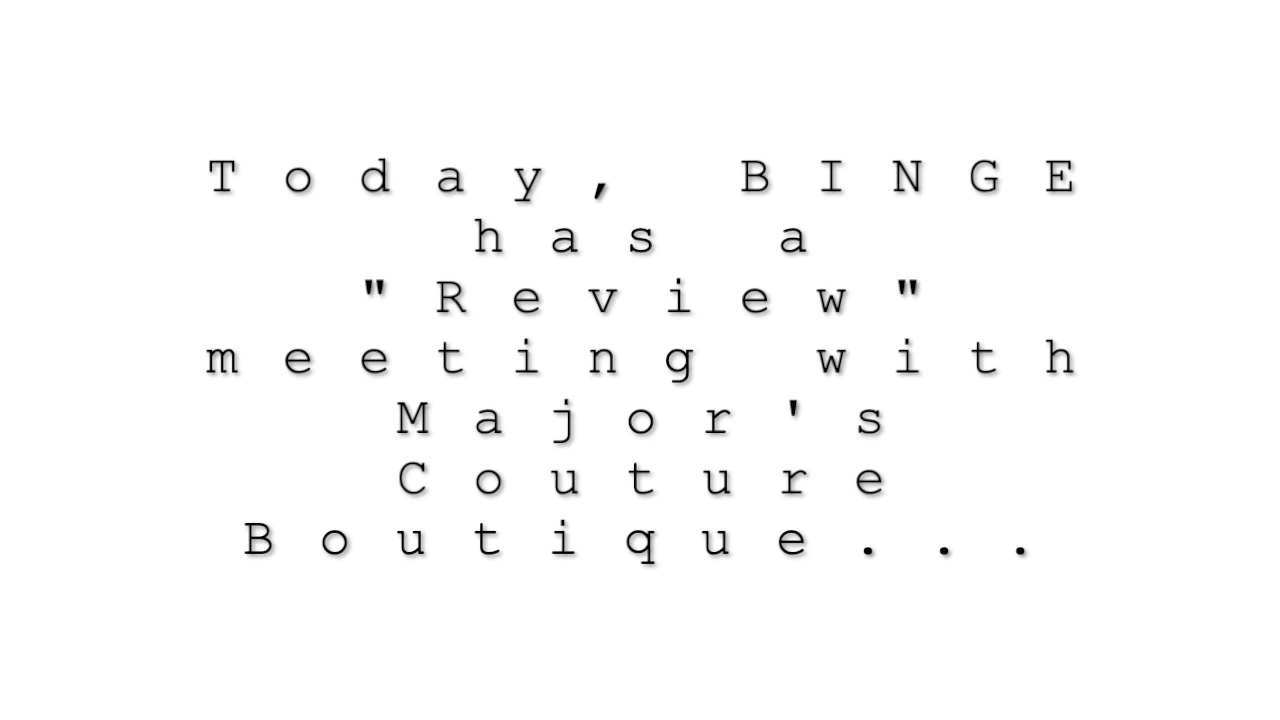 Today, BINGE
has a
"Review"
meeting with
Major's
Couture
Boutique...